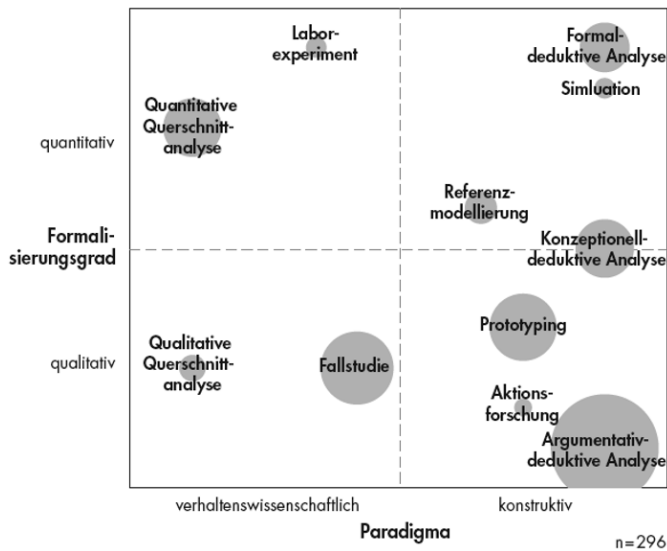 Labor-
experiment
Formal-
deduktive Analyse
Simluation
Quantitative
Querschnitt-
analyse
quantitativ
Referenz-
modellierung
Formali-
sierungsgrad
Konzeptionell-
deduktive Analyse
Prototyping
Qualitative
Querschnitt-
analyse
qualitativ
Fallstudie
Aktions-
forschung
Argumentativ-
deduktive Analyse
verhaltenswissenschaftlich
konstruktiv
Paradigma
n=296